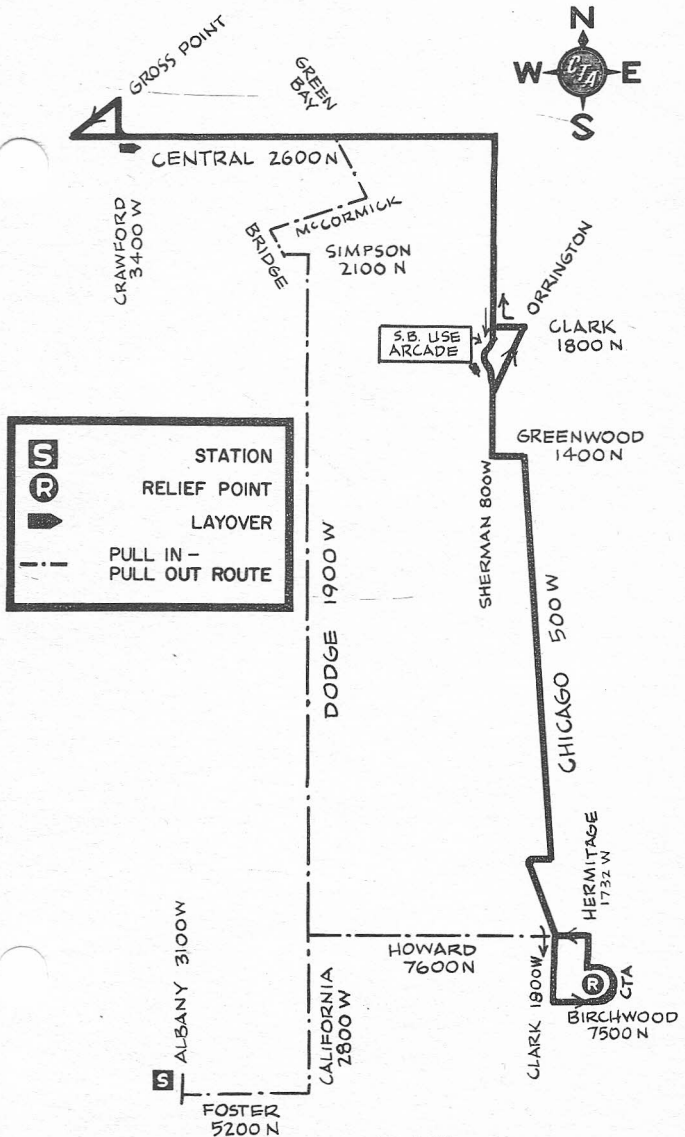 N
W CTA E
S
GROSS POINT
GREEN
BAY
CENTRAL 2600N
CRAWFORD
3400 W
McCORMICK
BRIDGE
SIMPSON
2100 N
ORRINGTON
CLARK
1800 N
S.B. USE
ARCADE
GREENWOOD
1400 N
SHERMAN 800W
S STATION
R RELIEF POINT
LAYOVER
PULL IN -
PULL OUT ROUTE
DODGE 1900 W
CHICAGO 500 W
HERMITAGE
1732 W
HOWARD
7600N
R
CTA
BIRCHWOOD
7500 N
CLARK 1800W
ALBANY 3100W
CALIFORNIA
2800 W
S
FOSTER
5200 N